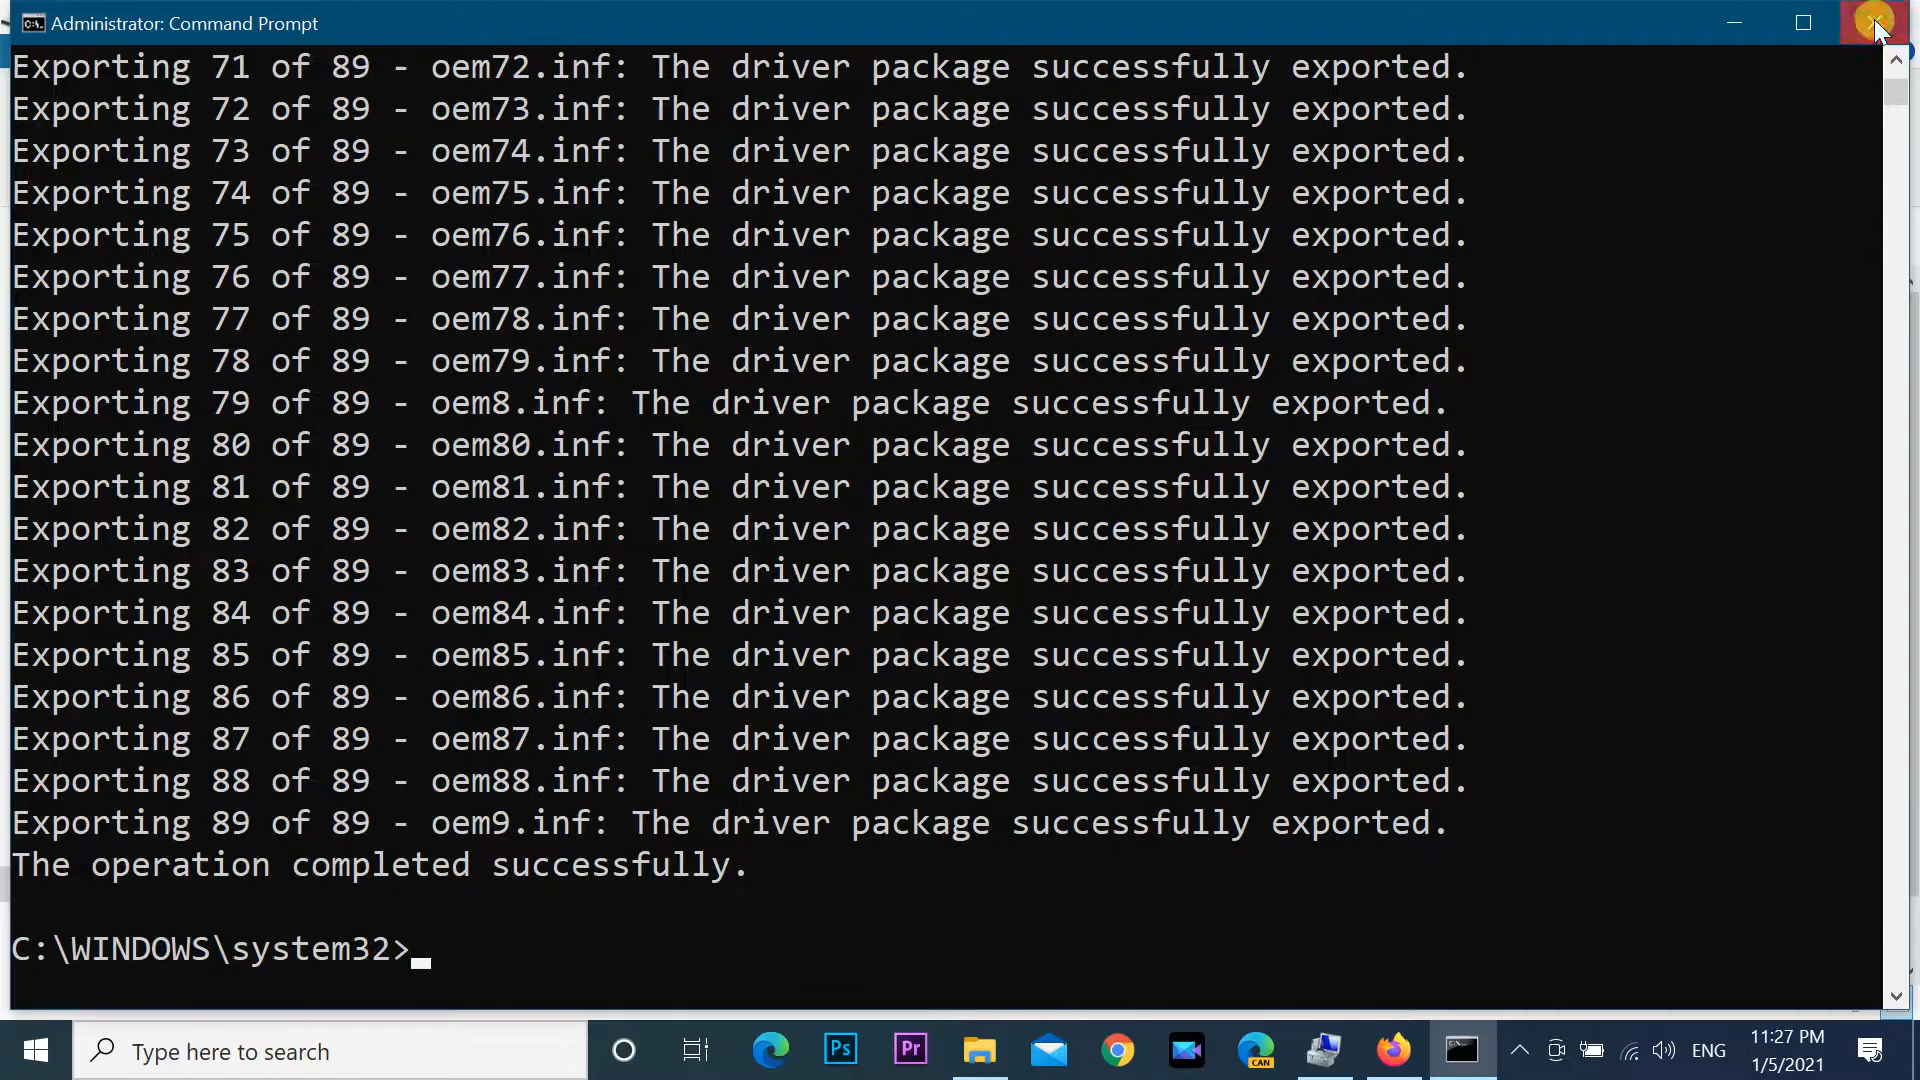 Administrator: Command Prompt
Exporting 71 of 89 - oem72.inf: The driver package successfully exported.
Exporting 72 of 89 - oem73.inf: The driver package successfully exported.
Exporting 73 of 89 - oem74.inf: The driver package successfully exported.
Exporting 74 of 89 - oem75.inf: The driver package successfully exported.
Exporting 75 of 89 - oem76.inf: The driver package successfully exported.
Exporting 76 of 89 - oem77.inf: The driver package successfully exported.
Exporting 77 of 89 - oem78.inf: The driver package successfully exported.
Exporting 78 of 89 - oem79.inf: The driver package successfully exported.
Exporting 79 of 89 - oem8.inf: The driver package successfully exported.
Exporting 80 of 89 - oem80.inf: The driver package successfully exported.
Exporting 81 of 89 - oem81.inf: The driver package successfully exported.
Exporting 82 of 89 - oem82.inf: The driver package successfully exported.
Exporting 83 of 89 - oem83.inf: The driver package successfully exported.
Exporting 84 of 89 - oem84.inf: The driver package successfully exported.
Exporting 85 of 89 - oem85.inf: The driver package successfully exported.
Exporting 86 of 89 - oem86.inf: The driver package successfully exported.
Exporting 87 of 89 - oem87.inf: The driver package successfully exported.
Exporting 88 of 89 - oem88.inf: The driver package successfully exported.
Exporting 89 of 89 - oem9.inf: The driver package successfully exported.
The operation completed successfully.
C:\WINDOWS\system32>
Type here to search
Ps
Pr
CAN
ENG
11:27 PM
1/5/2021